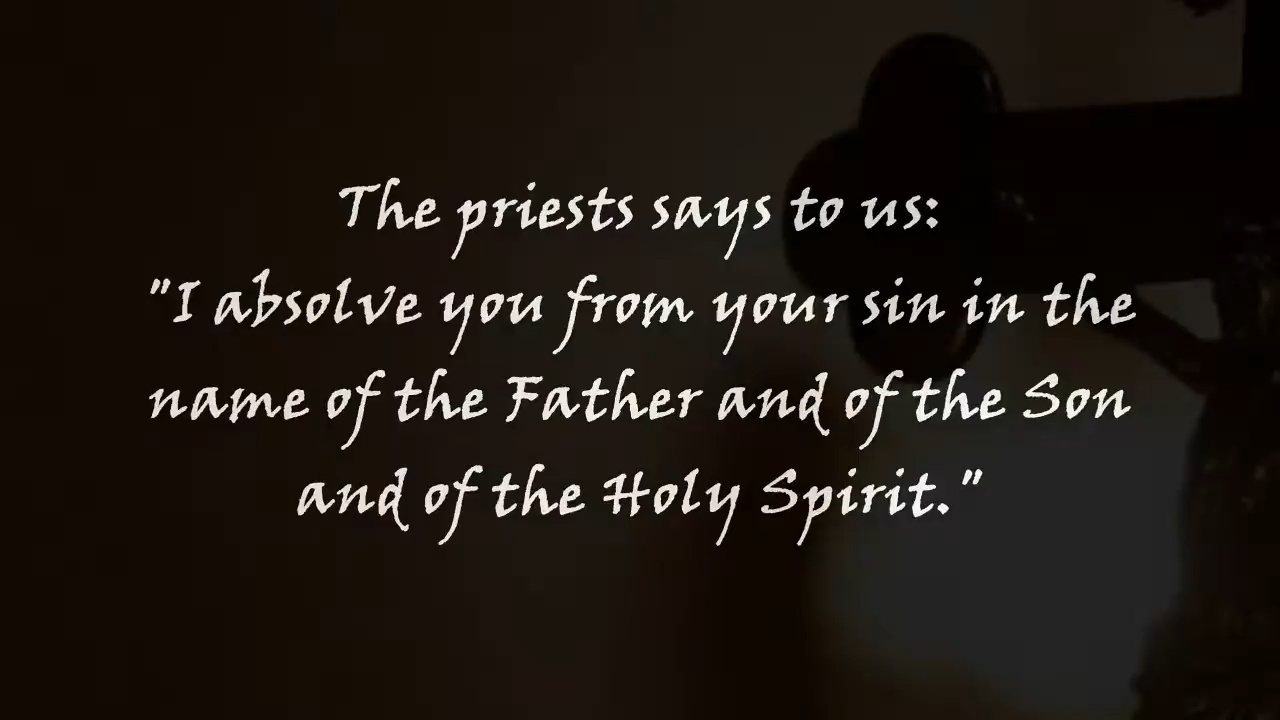 The priests says to us:
"I absolve you from your sin in the
name of the Father and of the Son
and of the Holy Spirit."